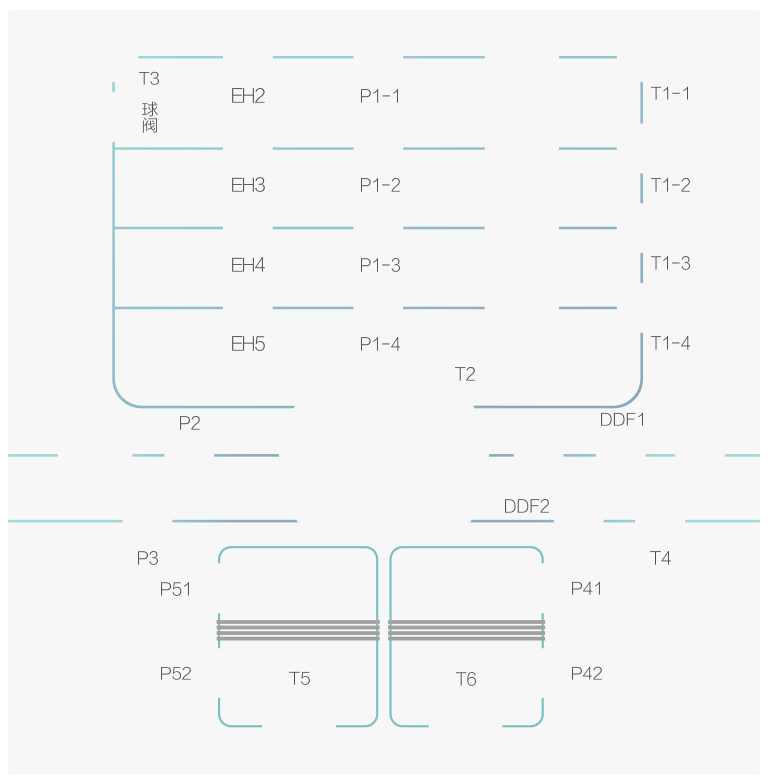 T3
球阀
EH2
P1-1
T1-1
EH3
P1-2
T1-2
EH4
P1-3
T1-3
EH5
P1-4
T1-4
T2
P2
DDF1
DDF2
P3
T4
P51
P41
P52
T5
T6
P42